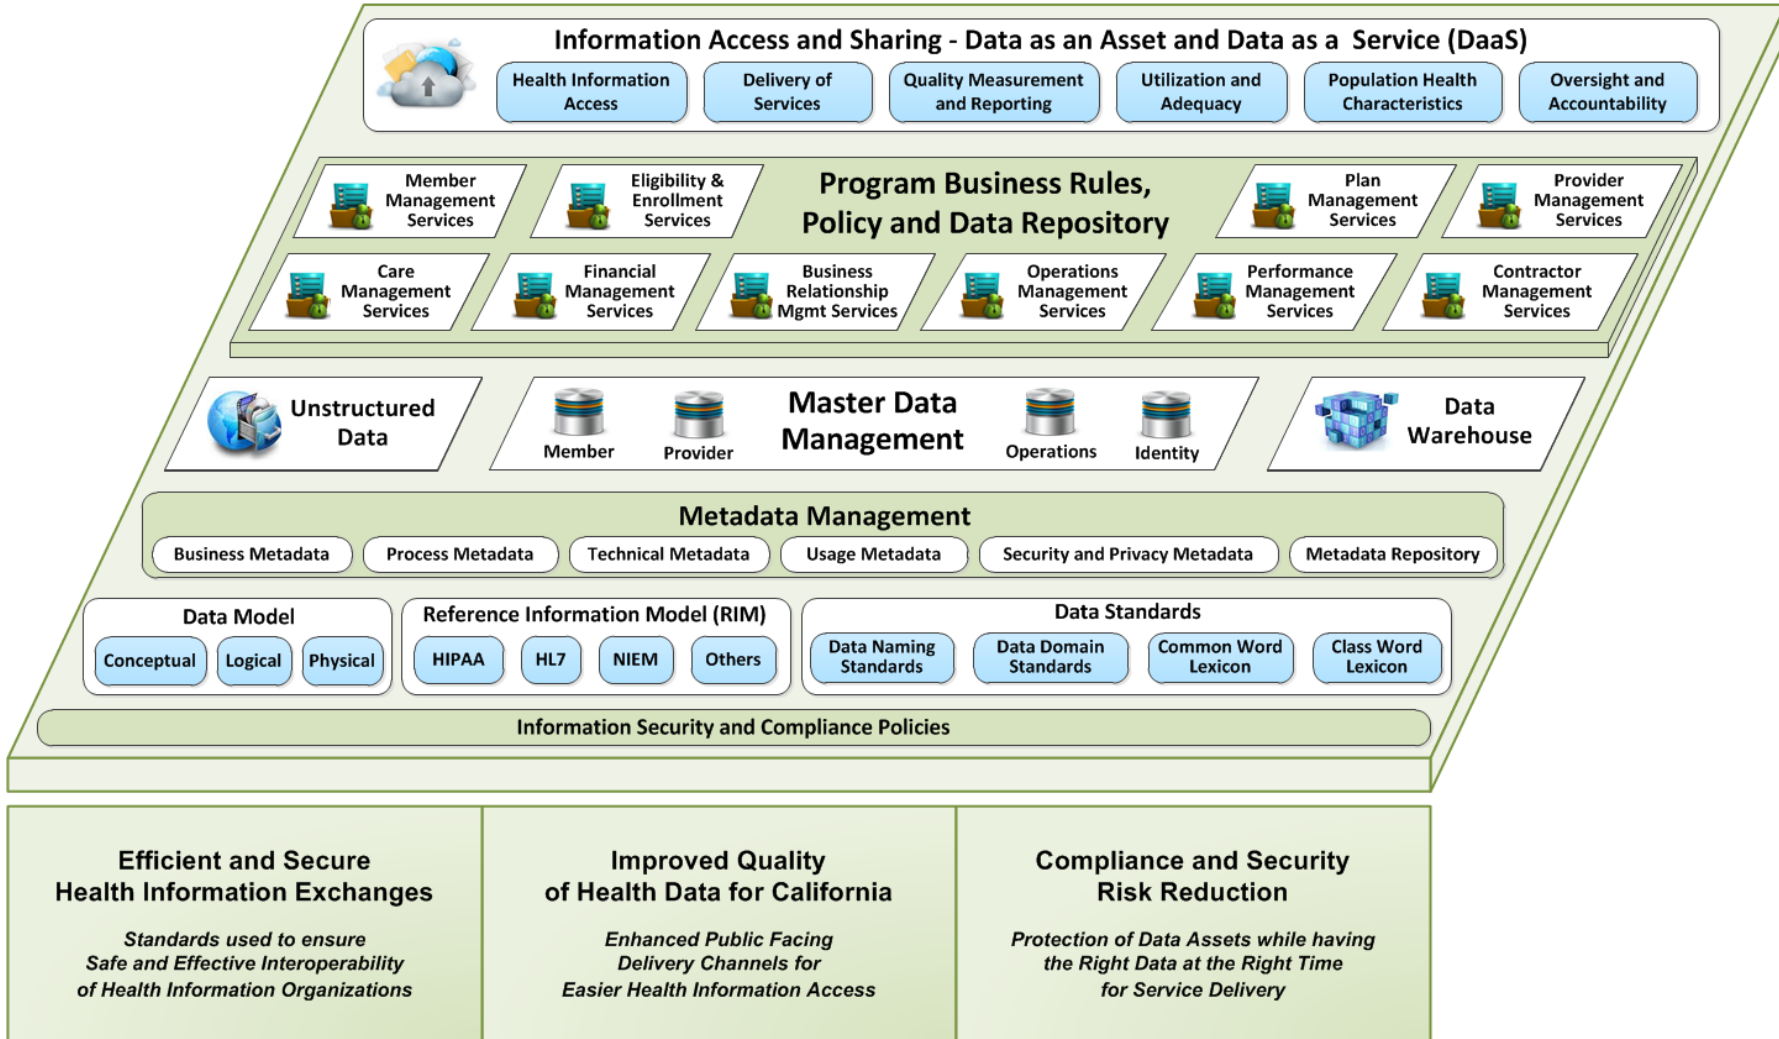 Information Access and Sharing - Data as an Asset and Data as a Service (DaaS)
Health Information
Access
Delivery of
Services
Quality Measurement
and Reporting
Utilization and
Adequacy
Population Health
Characteristics
Oversight and
Accountability
Member
Management
Services
Eligibility &
Enrollment
Services
Program Business Rules,
Policy and Data Repository
Plan
Management
Services
Provider
Management
Services
Care
Management
Services
Financial
Management
Services
Business
Relationship
Mgmt Services
Operations
Management
Services
Performance
Management
Services
Contractor
Management
Services
Unstructured
Data
Master Data
Management
Member
Provider
Operations
Identity
Data
Warehouse
Metadata Management
Business Metadata
Process Metadata
Technical Metadata
Usage Metadata
Security and Privacy Metadata
Metadata Repository
Data Model
Conceptual
Logical
Physical
Reference Information Model (RIM)
HIPAA
HL7
NIEM
Others
Data Standards
Data Naming
Standards
Data Domain
Standards
Common Word
Lexicon
Class Word
Lexicon
Information Security and Compliance Policies
Efficient and Secure
Health Information Exchanges
Standards used to ensure
Safe and Effective Interoperability
of Health Information Organizations
Improved Quality
of Health Data for California
Enhanced Public Facing
Delivery Channels for
Easier Health Information Access
Compliance and Security
Risk Reduction
Protection of Data Assets while having
the Right Data at the Right Time
for Service Delivery